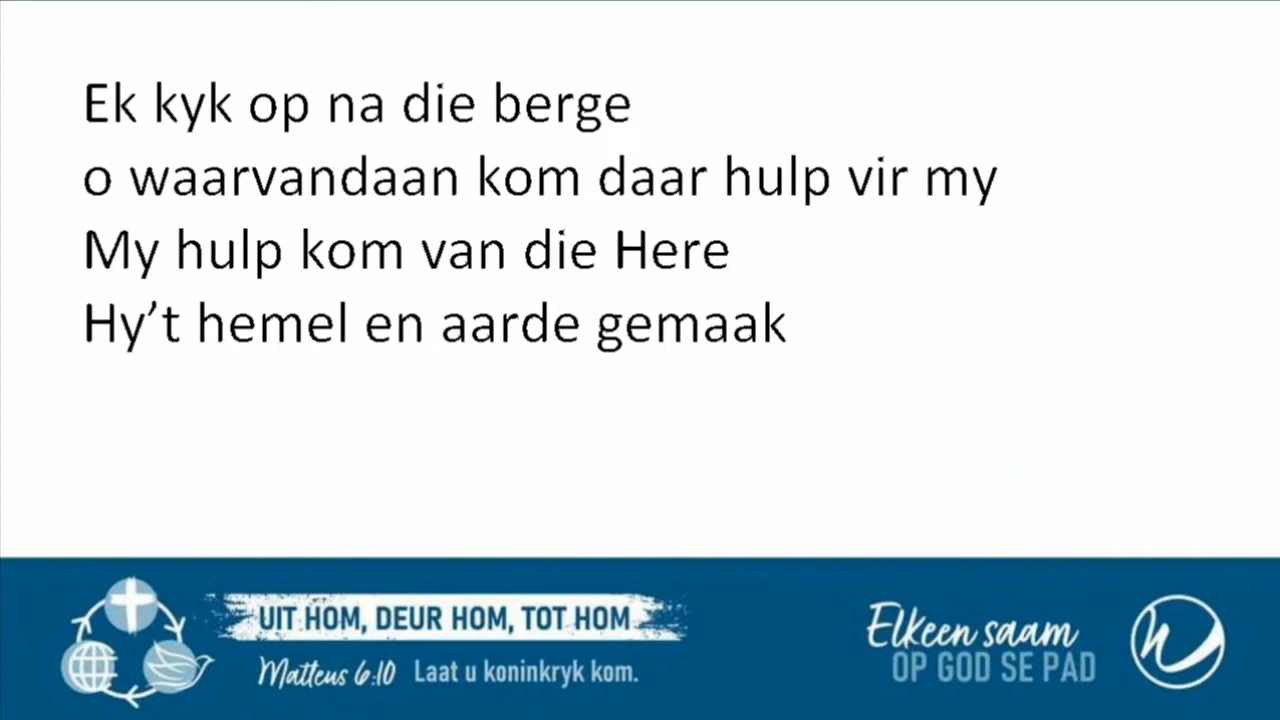 Ek kyk op na die berge
o waarvandaan kom daar hulp vir my
My hulp kom van die Here
Hy’t hemel en aarde gemaak
UIT HOM, DEUR HOM, TOT HOM
Matteus 6:10 Laat u koninkryk kom.
Elkeen saam
OP GOD SE PAD